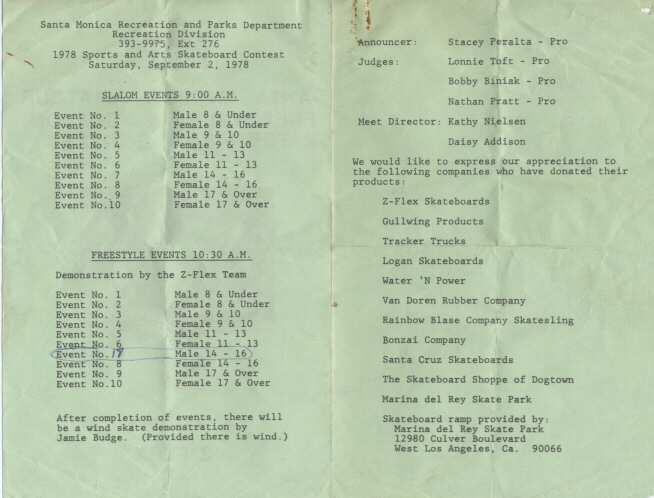 Santa Monica Recreation and Parks Department
Recreation Division
393-9975, Ext 276
1978 Sports and Arts Skateboard Contest
Saturday, September 2, 1978
SLALOM EVENTS 9:00 A.M.
Event No. 1 Male 8 & Under
Event No. 2 Female 8 & Under
Event No. 3 Male 9 & 10
Event No. 4 Female 9 & 10
Event No. 5 Male 11 - 13
Event No. 6 Female 11 - 13
Event No. 7 Male 14 - 16
Event No. 8 Female 14 - 16
Event No. 9 Male 17 & Over
Event No.10 Female 17 & Over
FREESTYLE EVENTS 10:30 A.M.
Demonstration by the Z-Flex Team
Event No. 1 Male 8 & Under
Event No. 2 Female 8 & Under
Event No. 3 Male 9 & 10
Event No. 4 Female 9 & 10
Event No. 5 Male 11 - 13
Event No. 6 Female 11 - 13
Event No. 17 Male 14 - 16
Event No. 8 Female 14 - 16
Event No. 9 Male 17 & Over
Event No.10 Female 17 & Over
After completion of events, there will
be a wind skate demonstration by
Jamie Budge. (Provided there is wind.)
Announcer: Stacey Peralta - Pro
Judges: Lonnie Toft - Pro
Bobby Biniak - Pro
Nathan Pratt - Pro
Meet Director: Kathy Nielsen
Daisy Addison
We would like to express our appreciation to
the following companies who have donated their
products:
Z-Flex Skateboards
Gullwing Products
Tracker Trucks
Logan Skateboards
Water 'N Power
Van Doren Rubber Company
Rainbow Blase Company Skatesling
Bonzai Company
Santa Cruz Skateboards
The Skateboard Shoppe of Dogtown
Marina del Rey Skate Park
Skateboard ramp provided by:
Marina del Rey Skate Park
12980 Culver Boulevard
West Los Angeles, Ca. 90066